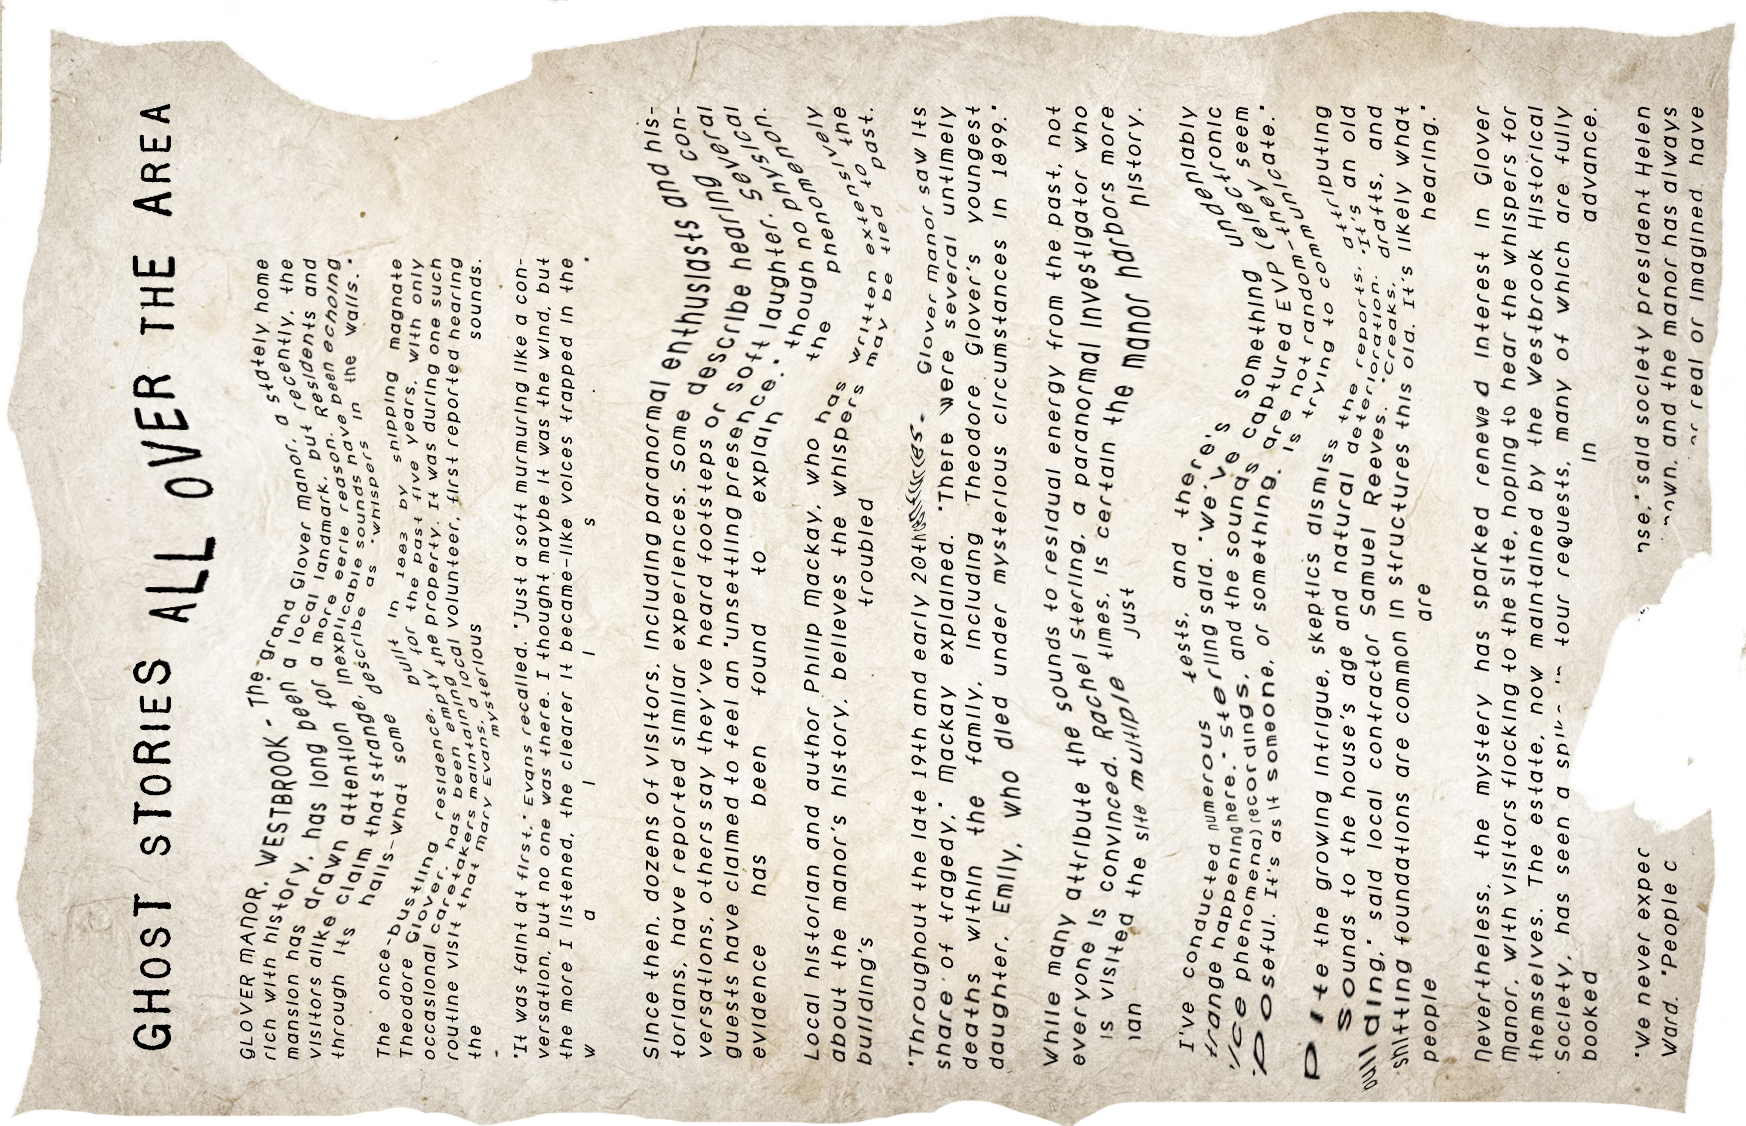 GHOST STORIES ALL OVER THE AREA
GLOVER MANOR, WESTBROOK - The grand Glover Manor, a stately home
rich with history, has long been a local landmark, but recently, the
mansion has drawn attention for a more eerie reason. Residents and
visitors alike claim that strange, inexplicable sounds have been echoing
through its halls-what some describe as "whispers in the walls."
The once-bustling residence, built in 1883 by shipping magnate
Theodore Glover, has been empty for the past five years, with only
occasional caretakers maintaining the property. It was during one such
routine visit that Mary Evans, a local volunteer, first reported hearing
the mysterious sounds.
"It was faint at first," Evans recalled. "Just a soft murmuring like a con-
versation, but no one was there. I thought maybe it was the wind, but
the more I listened, the clearer it became-like voices trapped in the
w a l l s . "
Since then, dozens of visitors, including paranormal enthusiasts and his-
torians, have reported similar experiences. Some describe hearing con-
versations, others say they've heard footsteps or soft laughter. Several
guests have claimed to feel an "unsettling presence," though no physical
evidence has been found to explain the phenomenon.
Local historian and author Philip Mackay, who has written extensively
about the manor's history, believes the whispers may be tied to the
building's troubled past.
"Throughout the late 19th and early 20th Glover Manor saw its
share of tragedy," Mackay explained. "There were several untimely
deaths within the family, including Theodore Glover's youngest
daughter, Emily, who died under mysterious circumstances in 1899."
While many attribute the sounds to residual energy from the past, not
everyone is convinced. Rachel Sterling, a paranormal investigator who
is visited the site multiple times, is certain the manor harbors more
ian just history.
I've conducted numerous tests, and there's something undeniably
trange happening here," Sterling said. "We've captured EVP (electronic
ice phenomena) recordings, and the sounds are not random-they seem
poseful. It's as if someone, or something, is trying to communicate."
ite the growing intrigue, skeptics dismiss the reports, attributing
sounds to the house's age and natural deterioration. "It's an old
uilding," said local contractor Samuel Reeves. "Creaks, drafts, and
shifting foundations are common in structures this old. It's likely what
people are hearing."
Nevertheless, the mystery has sparked renewed interest in Glover
Manor, with visitors flocking to the site, hoping to hear the whispers for
themselves. The estate, now maintained by the Westbrook Historical
Society, has seen a spi tour requests, many of which are fully
booked in advance.
"We never expec nse," said society president Helen
Ward. "People c nown, and the manor has always
real or imagined, have